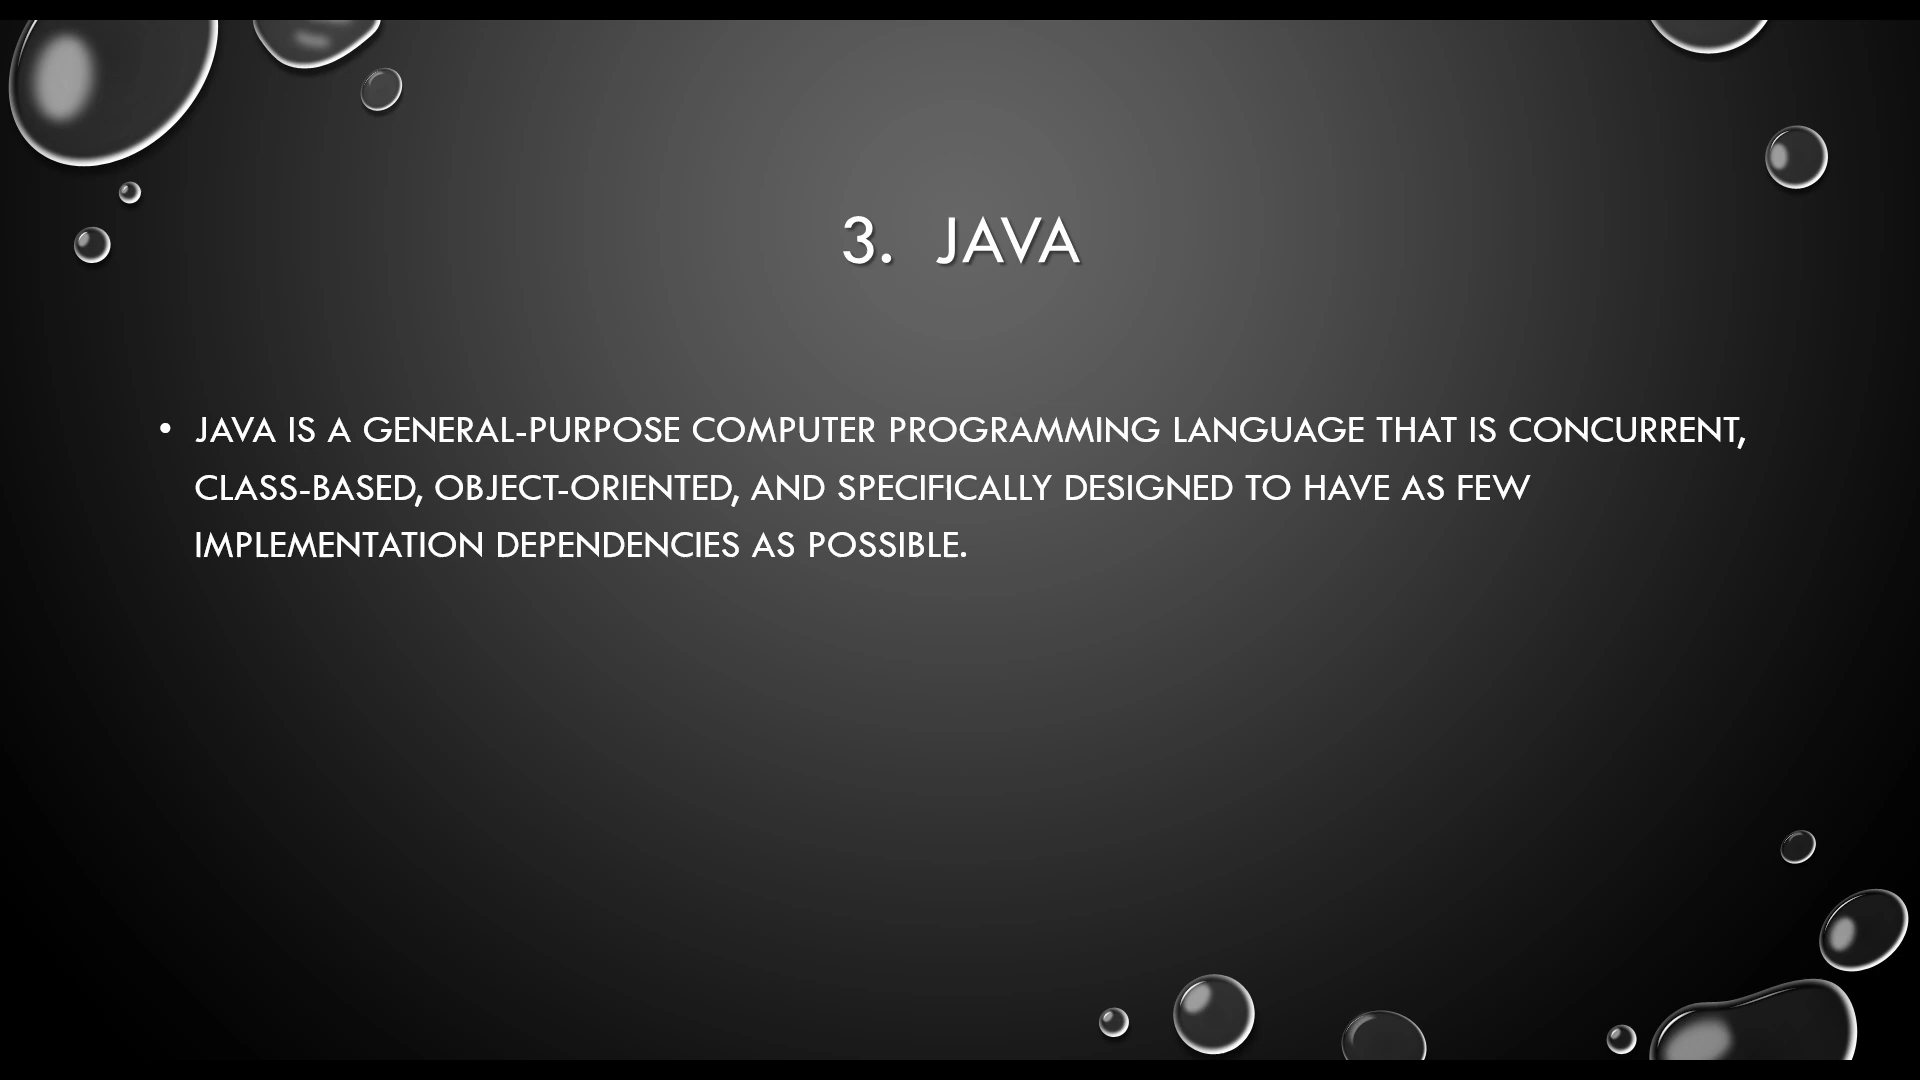 3. JAVA
• JAVA IS A GENERAL-PURPOSE COMPUTER PROGRAMMING LANGUAGE THAT IS CONCURRENT,
CLASS-BASED, OBJECT-ORIENTED, AND SPECIFICALLY DESIGNED TO HAVE AS FEW
IMPLEMENTATION DEPENDENCIES AS POSSIBLE.